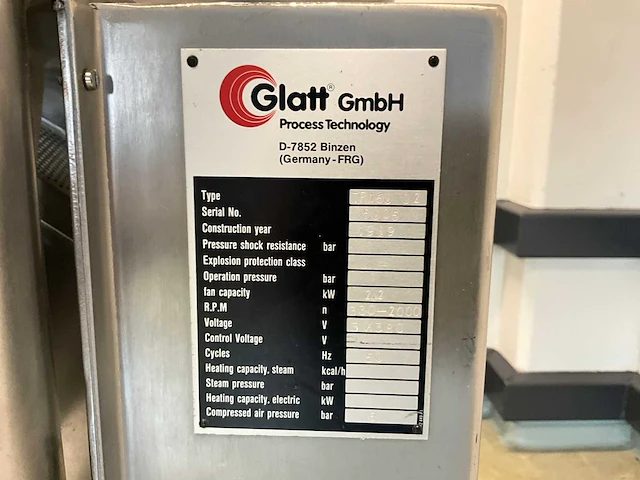 Glatt® GmbH
Process Technology
D-7852 Binzen
(Germany-FRG)
Type
Serial No.
Construction year
Pressure shock resistance bar
Explosion protection class
Operation pressure bar
fan capacity kW 2,2
R.P.M n
Voltage V
Control Voltage V
Cycles Hz
Heating capacity, steam kcal/h
Steam pressure bar
Heating capacity, electric kW
Compressed air pressure bar